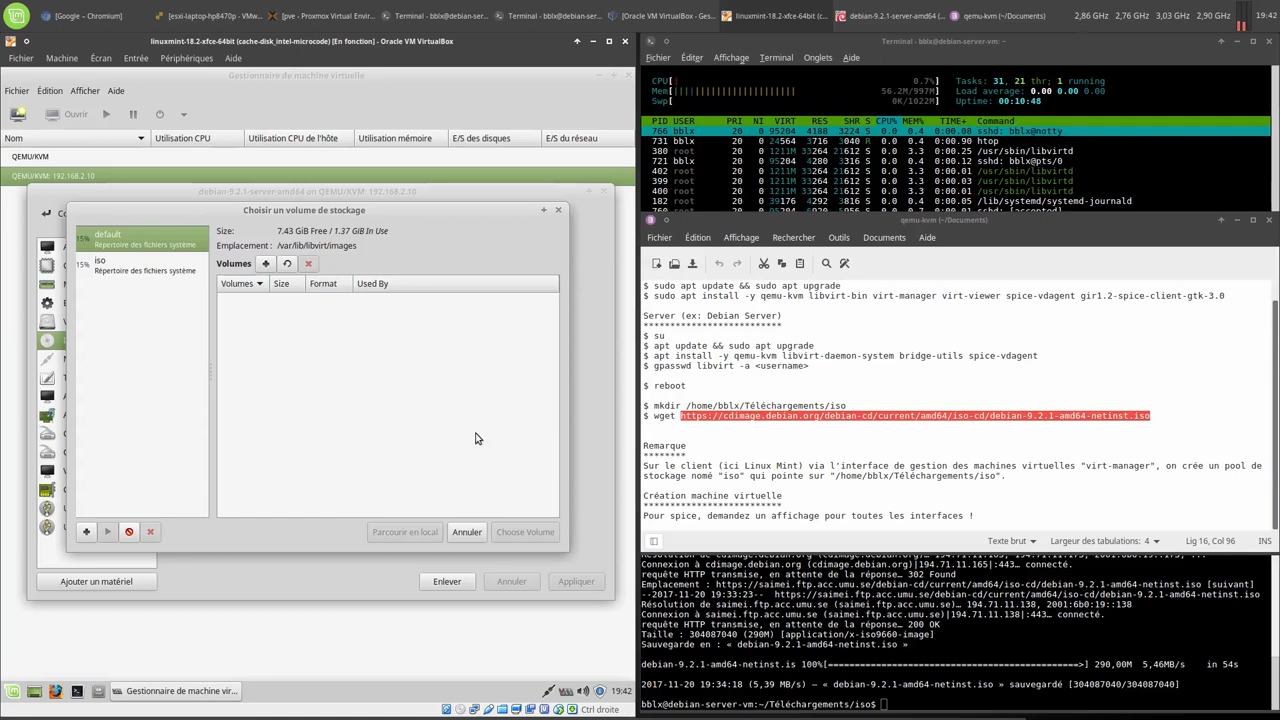 [Google – Chromium]
[esxi-laptop-hp8470p - VMw...
[pve - Proxmox Virtual Envir...
Terminal – bblx@debian-ser...
Terminal – bblx@debian-ser...
[Oracle VM VirtualBox - Ges...
linuxmint-18.2-xfce-64bit (c...
debian-9.2.1-server-amd64 (...
qemu-kvm (~/Documents)
2,86 GHz 2,76 GHz 3,03 GHz 2,90 GHz
19:42
linuxmint-18.2-xfce-64bit (cache-disk_intel-microcode) [En fonction] - Oracle VM VirtualBox
Fichier Machine Écran Entrée Périphériques Aide
Gestionnaire de machine virtuelle
Fichier Édition Afficher Aide
Ouvrir
Nom Utilisation CPU Utilisation CPU de l'hôte Utilisation mémoire E/S des disques E/S du réseau
QEMU/KVM
QEMU/KVM: 192.168.2.10
debian-9.2.1-server-amd64 on QEMU/KVM: 192.168.2.10
Choisir un volume de stockage
15% default
Répertoire des fichiers système
15% iso
Répertoire des fichiers système
Size: 7.43 GiB Free / 1.37 GiB In Use
Emplacement : /var/lib/libvirt/images
Volumes
Volumes Size Format Used By
Parcourir en local Annuler Choose Volume
Ajouter un matériel Enlever Annuler Appliquer
Gestionnaire de machine vir... 19:42
Ctrl droite
Terminal – bblx@debian-server-vm: ~
Fichier Éditer Affichage Terminal Onglets Aide
CPU[| 0.7%] Tasks: 31, 21 thr; 1 running
Mem[|||||||||||||||||||||||| 56.2M/997M] Load average: 0.00 0.00 0.00
Swp[ 0K/1022M] Uptime: 00:10:48
PID USER PRI NI VIRT RES SHR S CPU% MEM% TIME+ Command
766 bblx 20 0 95204 4188 3224 S 0.0 0.4 0:00.08 sshd: bblx@notty
731 bblx 20 0 24564 3716 3040 R 0.0 0.4 0:00.90 htop
380 root 20 0 1211M 33264 21612 S 0.0 3.3 0:00.25 /usr/sbin/libvirtd
721 bblx 20 0 95204 4280 3316 S 0.0 0.4 0:00.12 sshd: bblx@pts/0
402 root 20 0 1211M 33264 21612 S 0.0 3.3 0:00.01 /usr/sbin/libvirtd
399 root 20 0 1211M 33264 21612 S 0.0 3.3 0:00.01 /usr/sbin/libvirtd
182 root 20 0 39176 4292 3976 S 0.0 0.4 0:00.06 /lib/systemd/systemd-journald
qemu-kvm (~/Documents)
Fichier Édition Affichage Rechercher Outils Documents Aide
$ sudo apt update && sudo apt upgrade
$ sudo apt install -y qemu-kvm libvirt-bin virt-manager virt-viewer spice-vdagent gir1.2-spice-client-gtk-3.0
Server (ex: Debian Server)
*************************
$ su
$ apt update && sudo apt upgrade
$ apt install -y qemu-kvm libvirt-daemon-system bridge-utils spice-vdagent
$ gpasswd libvirt -a <username>
$ reboot
$ mkdir /home/bblx/Téléchargements/iso
$ wget https://cdimage.debian.org/debian-cd/current/amd64/iso-cd/debian-9.2.1-amd64-netinst.iso
Remarque
********
Sur le client (ici Linux Mint) via l'interface de gestion des machines virtuelles "virt-manager", on crée un pool de
stockage nomé "iso" qui pointe sur "/home/bblx/Téléchargements/iso".
Création machine virtuelle
*************************
Pour spice, demandez un affichage pour toutes les interfaces !
Texte brut Largeur des tabulations: 4 Lig 16, Col 96 INS
Connexion à cdimage.debian.org (cdimage.debian.org)|194.71.11.165|:443… connecté.
requête HTTP transmise, en attente de la réponse… 302 Found
Emplacement : https://saimei.ftp.acc.umu.se/debian-cd/current/amd64/iso-cd/debian-9.2.1-amd64-netinst.iso [suivant]
--2017-11-20 19:33:23-- https://saimei.ftp.acc.umu.se/debian-cd/current/amd64/iso-cd/debian-9.2.1-amd64-netinst.iso
Résolution de saimei.ftp.acc.umu.se (saimei.ftp.acc.umu.se)… 194.71.11.138, 2001:6b0:19::138
Connexion à saimei.ftp.acc.umu.se (saimei.ftp.acc.umu.se)|194.71.11.138|:443… connecté.
requête HTTP transmise, en attente de la réponse… 200 OK
Taille : 304087040 (290M) [application/x-iso9660-image]
Sauvegarde en : « debian-9.2.1-amd64-netinst.iso »
debian-9.2.1-amd64-netinst.is 100%[===========================================>] 290,00M 5,46MB/s in 54s
2017-11-20 19:34:18 (5,39 MB/s) — « debian-9.2.1-amd64-netinst.iso » sauvegardé [304087040/304087040]
bblx@debian-server-vm:~/Téléchargements/iso$